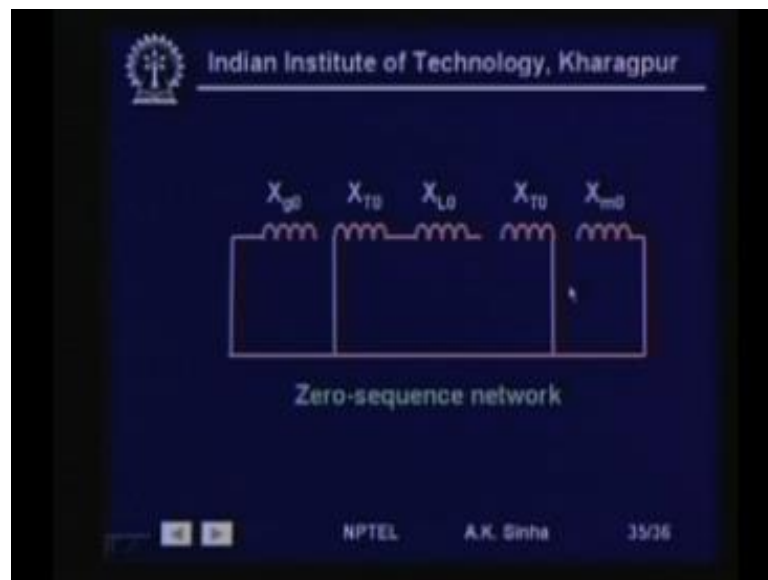 Indian Institute of Technology, Kharagpur
Xg0 XT0 XL0 XT0 Xm0
Zero-sequence network
NPTEL A.K. Sinha 35/36